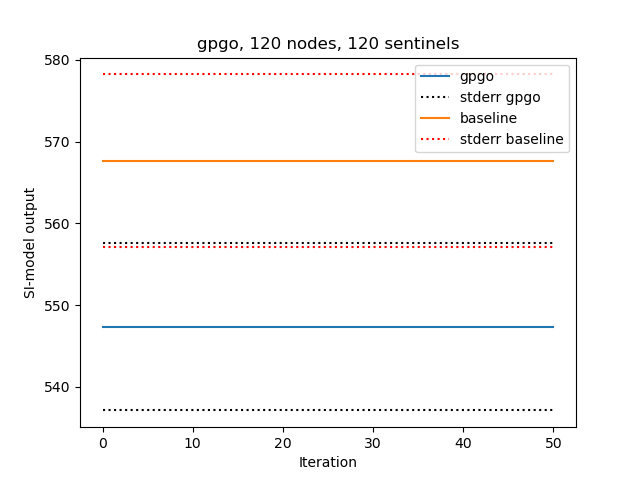 gpgo, 120 nodes, 120 sentinels
580
570
560
550
540
SI-model output
gpgo
stderr gpgo
baseline
stderr baseline
0 10 20 30 40 50
Iteration